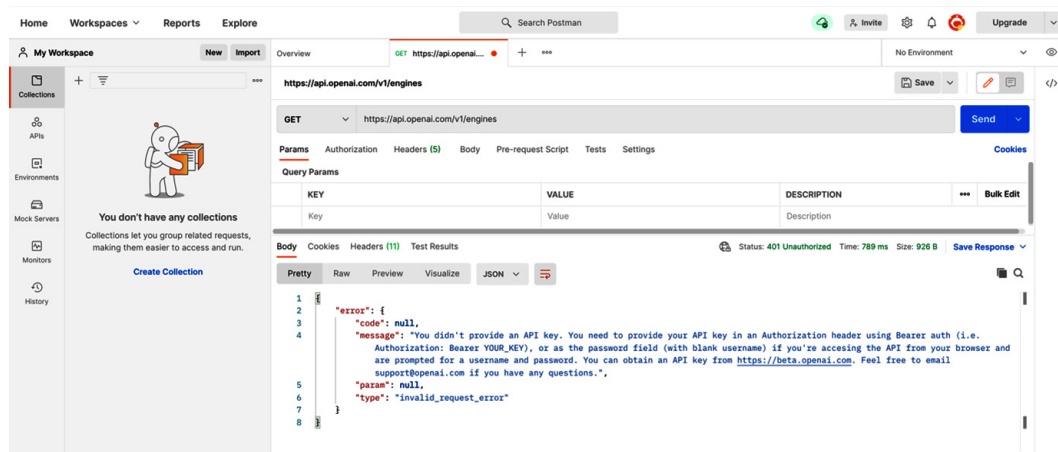 Home Workspaces Reports Explore Search Postman Invite Upgrade
My Workspace New Import Overview GET https://api.openai.... No Environment
Collections
https://api.openai.com/v1/engines Save
GET https://api.openai.com/v1/engines Send
APIs
Params Authorization Headers (5) Body Pre-request Script Tests Settings Cookies
Environments
Query Params
KEY VALUE DESCRIPTION Bulk Edit
Key Value Description
Mock Servers
You don't have any collections
Collections let you group related requests,
making them easier to access and run.
Create Collection
Monitors
History
Body Cookies Headers (11) Test Results Status: 401 Unauthorized Time: 789 ms Size: 926 B Save Response
Pretty Raw Preview Visualize JSON
1 {
2 "error": {
3 "code": null,
4 "message": "You didn't provide an API key. You need to provide your API key in an Authorization header using Bearer auth (i.e.
Authorization: Bearer YOUR_KEY), or as the password field (with blank username) if you're accesing the API from your browser and
are prompted for a username and password. You can obtain an API key from https://beta.openai.com. Feel free to email
support@openai.com if you have any questions.",
5 "param": null,
6 "type": "invalid_request_error"
7 }
8 }